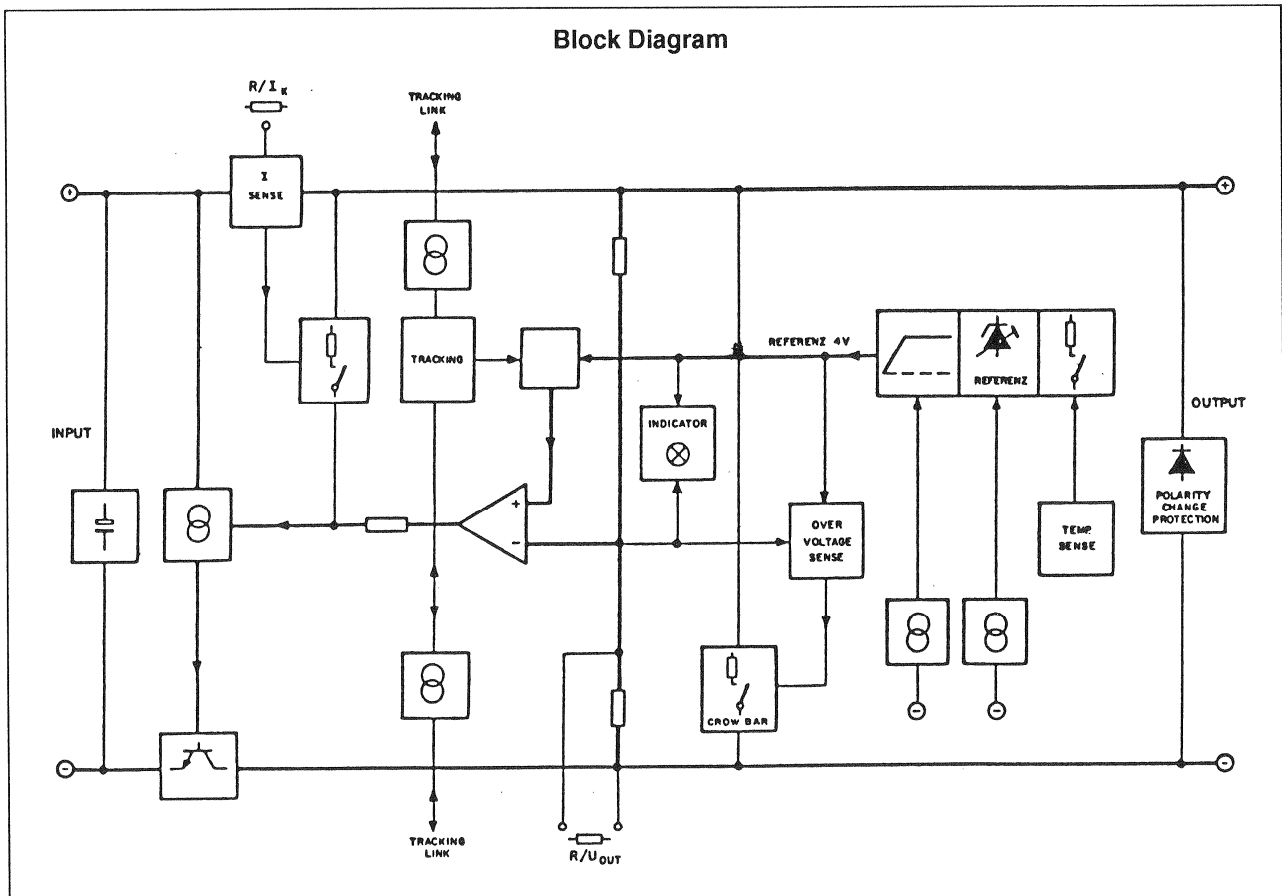 Block Diagram
R/I K
TRACKING
LINK
I
SENSE
TRACKING
REFERENZ 4V
REFERENZ
INDICATOR
INPUT
OUTPUT
POLARITY
CHANGE
PROTECTION
+
-
OVER
VOLTAGE
SENSE
TEMP.
SENSE
CROW BAR
TRACKING
LINK
R/U OUT